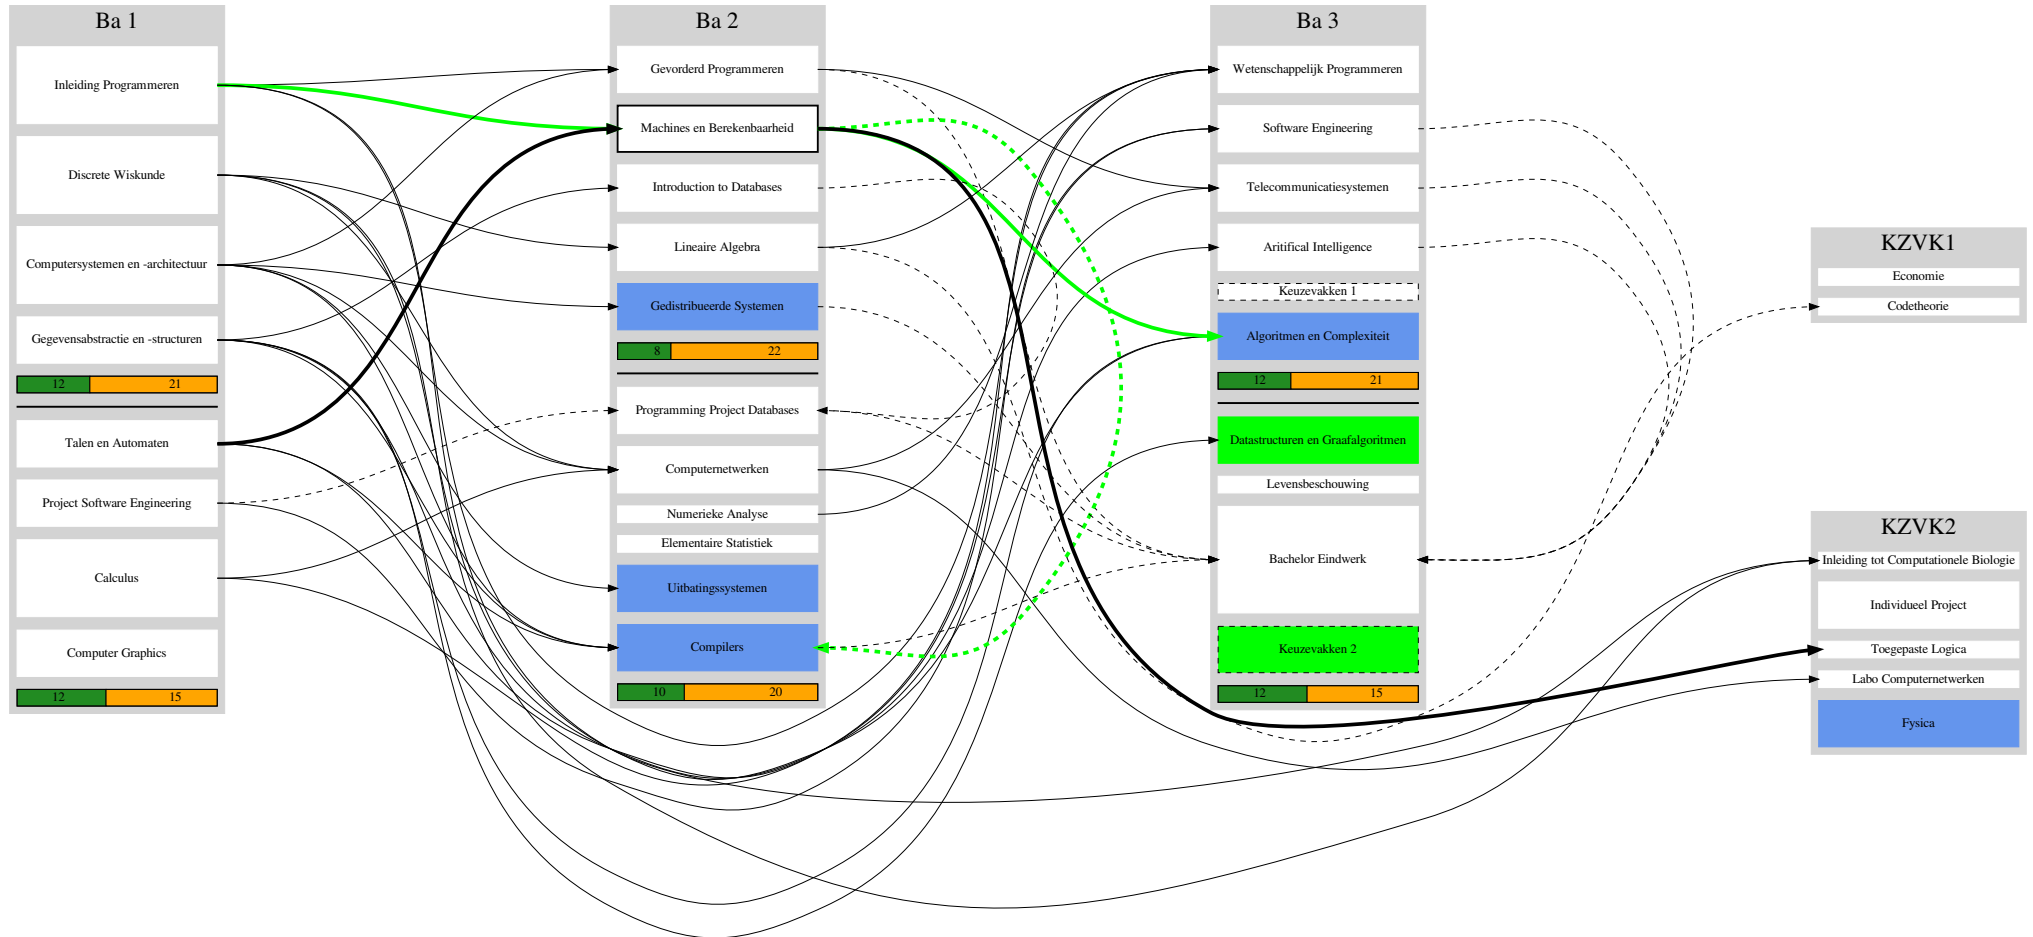 Ba 1
Inleiding Programmeren
Discrete Wiskunde
Computersystemen en -architectuur
Gegevensabstractie en -structuren
12 21
Talen en Automaten
Project Software Engineering
Calculus
Computer Graphics
12 15
Ba 2
Gevorderd Programmeren
Machines en Berekenbaarheid
Introduction to Databases
Lineaire Algebra
Gedistribueerde Systemen
8 22
Programming Project Databases
Computernetwerken
Numerieke Analyse
Elementaire Statistiek
Uitbatingssystemen
Compilers
10 20
Ba 3
Wetenschappelijk Programmeren
Software Engineering
Telecommunicatiesystemen
Aritifical Intelligence
Keuzevakken 1
Algoritmen en Complexiteit
12 21
Datastructuren en Graafalgoritmen
Levensbeschouwing
Bachelor Eindwerk
Keuzevakken 2
12 15
KZVK1
Economie
Codetheorie
KZVK2
Inleiding tot Computationele Biologie
Individueel Project
Toegepaste Logica
Labo Computernetwerken
Fysica